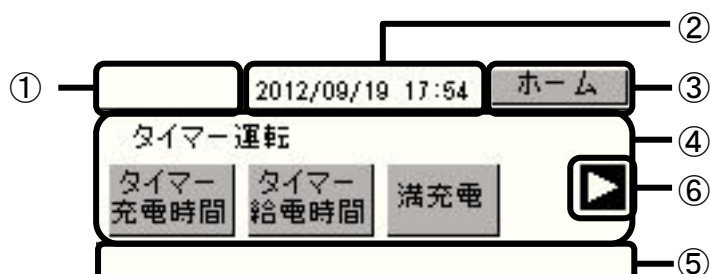 ②
①
2012/09/19 17:54
ホーム
③
タイマー運転
④
タイマー
充電時間
タイマー
給電時間
満充電
⑥
⑤